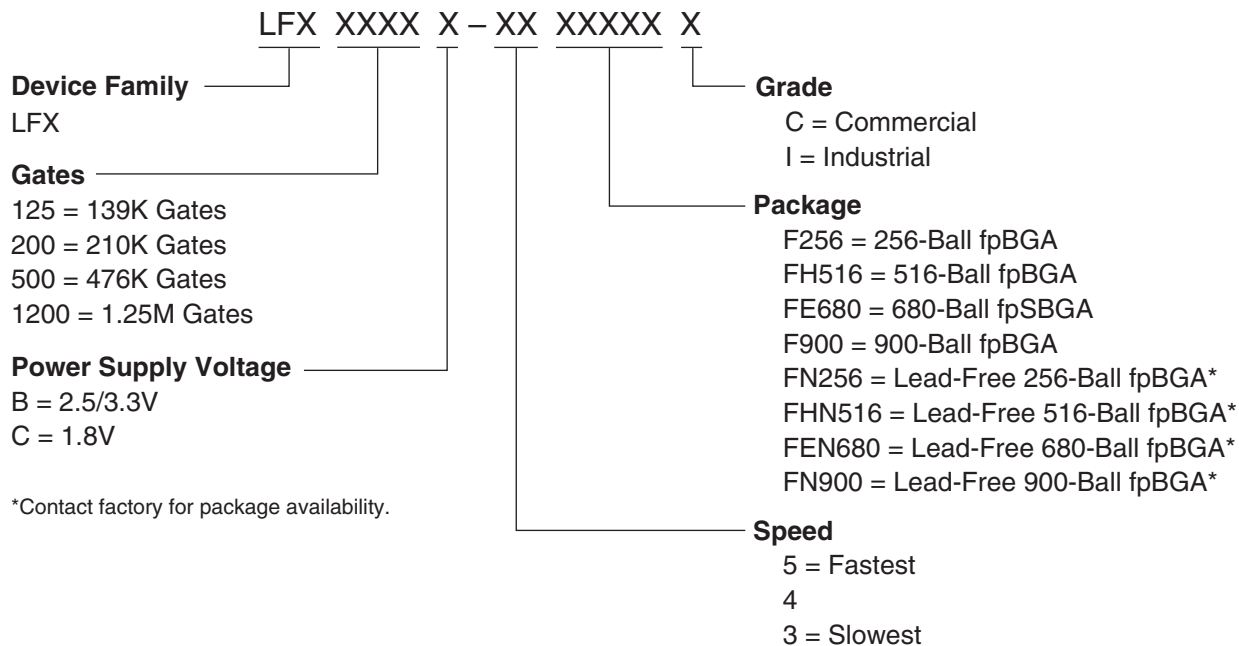 LFX XXXX X – XX XXXXX X
Device Family
LFX
Gates
125 = 139K Gates
200 = 210K Gates
500 = 476K Gates
1200 = 1.25M Gates
Power Supply Voltage
B = 2.5/3.3V
C = 1.8V
*Contact factory for package availability.
Grade
C = Commercial
I = Industrial
Package
F256 = 256-Ball fpBGA
FH516 = 516-Ball fpBGA
FE680 = 680-Ball fpSBGA
F900 = 900-Ball fpBGA
FN256 = Lead-Free 256-Ball fpBGA*
FHN516 = Lead-Free 516-Ball fpBGA*
FEN680 = Lead-Free 680-Ball fpBGA*
FN900 = Lead-Free 900-Ball fpBGA*
Speed
5 = Fastest
4
3 = Slowest